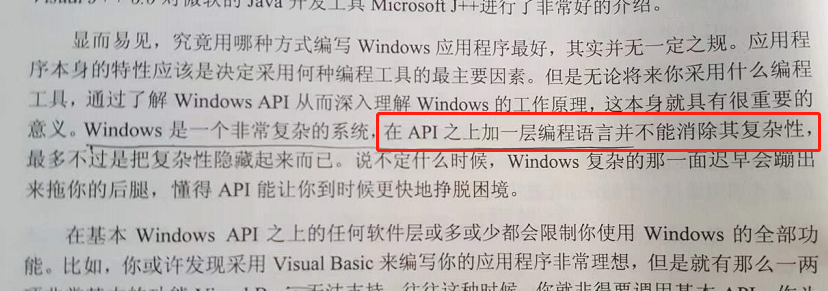 Visual J++ 6.0 对微软的 Java 开发工具 Microsoft J++进行了非常好的介绍。
显而易见，究竟用哪种方式编写 Windows 应用程序最好，其实并无一定之规。应用程
序本身的特性应该是决定采用何种编程工具的最主要因素。但是无论将来你采用什么编程
工具，通过了解 Windows API 从而深入理解 Windows 的工作原理，这本身就具有很重要的
意义。Windows 是一个非常复杂的系统，在 API 之上加一层编程语言并不能消除其复杂性，
最多不过是把复杂性隐藏起来而已。说不定什么时候，Windows 复杂的那一面迟早会蹦出
来拖你的后腿，懂得 API 能让你到时候更快地挣脱困境。
在基本 Windows API 之上的任何软件层或多或少都会限制你使用 Windows 的全部功
能。比如，你或许发现采用 Visual Basic 来编写你的应用程序非常理想，但是就有那么一两